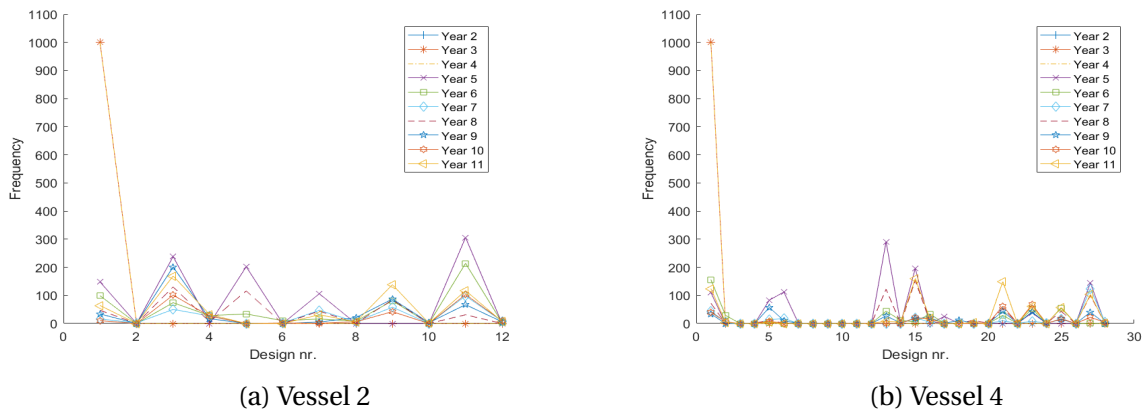 1100
1000
900
800
700
600
500
400
300
200
100
0
Frequency
0 2 4 6 8 10 12
Design nr.
Year 2
Year 3
Year 4
Year 5
Year 6
Year 7
Year 8
Year 9
Year 10
Year 11
(a) Vessel 2
1100
1000
900
800
700
600
500
400
300
200
100
0
Frequency
0 5 10 15 20 25 30
Design nr.
Year 2
Year 3
Year 4
Year 5
Year 6
Year 7
Year 8
Year 9
Year 10
Year 11
(b) Vessel 4